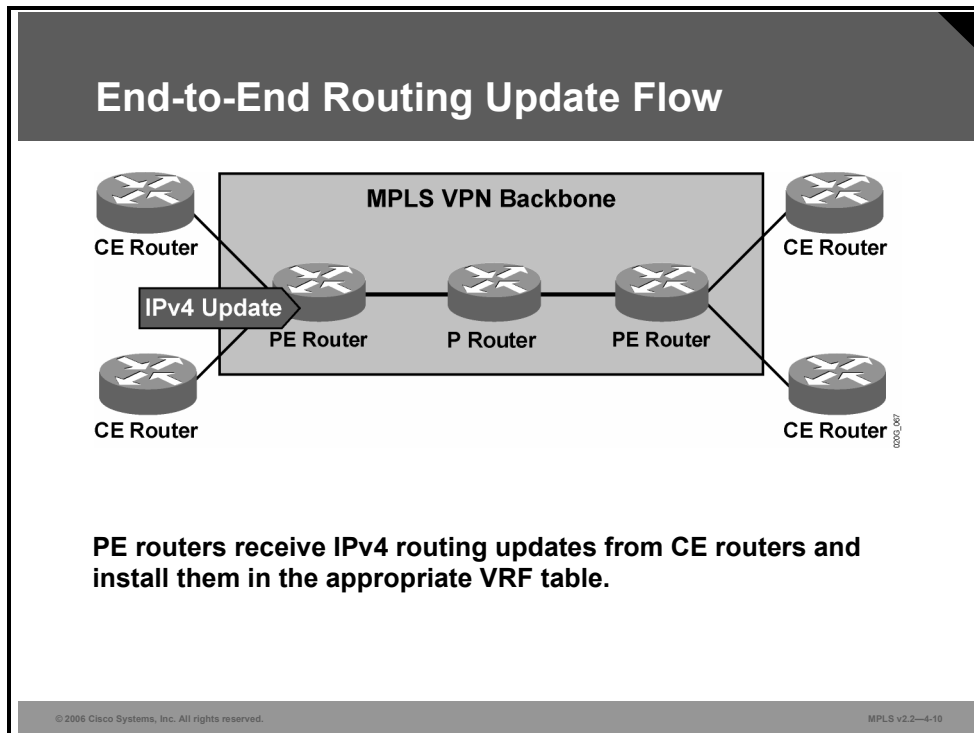 End-to-End Routing Update Flow
MPLS VPN Backbone
CE Router
CE Router
IPv4 Update
PE Router
P Router
PE Router
CE Router
CE Router
020G_067
PE routers receive IPv4 routing updates from CE routers and
install them in the appropriate VRF table.
© 2006 Cisco Systems, Inc. All rights reserved.
MPLS v2.2—4-10